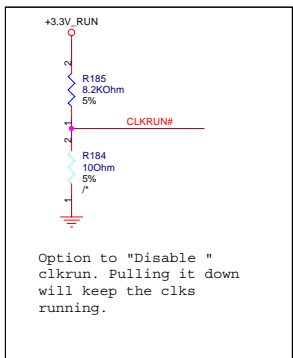 +3.3V_RUN
2
R185
8.2KOhm
5%
1
CLKRUN#
2
R184
10Ohm
5%
/*
1
Option to "Disable "
clkrun. Pulling it down
will keep the clks
running.